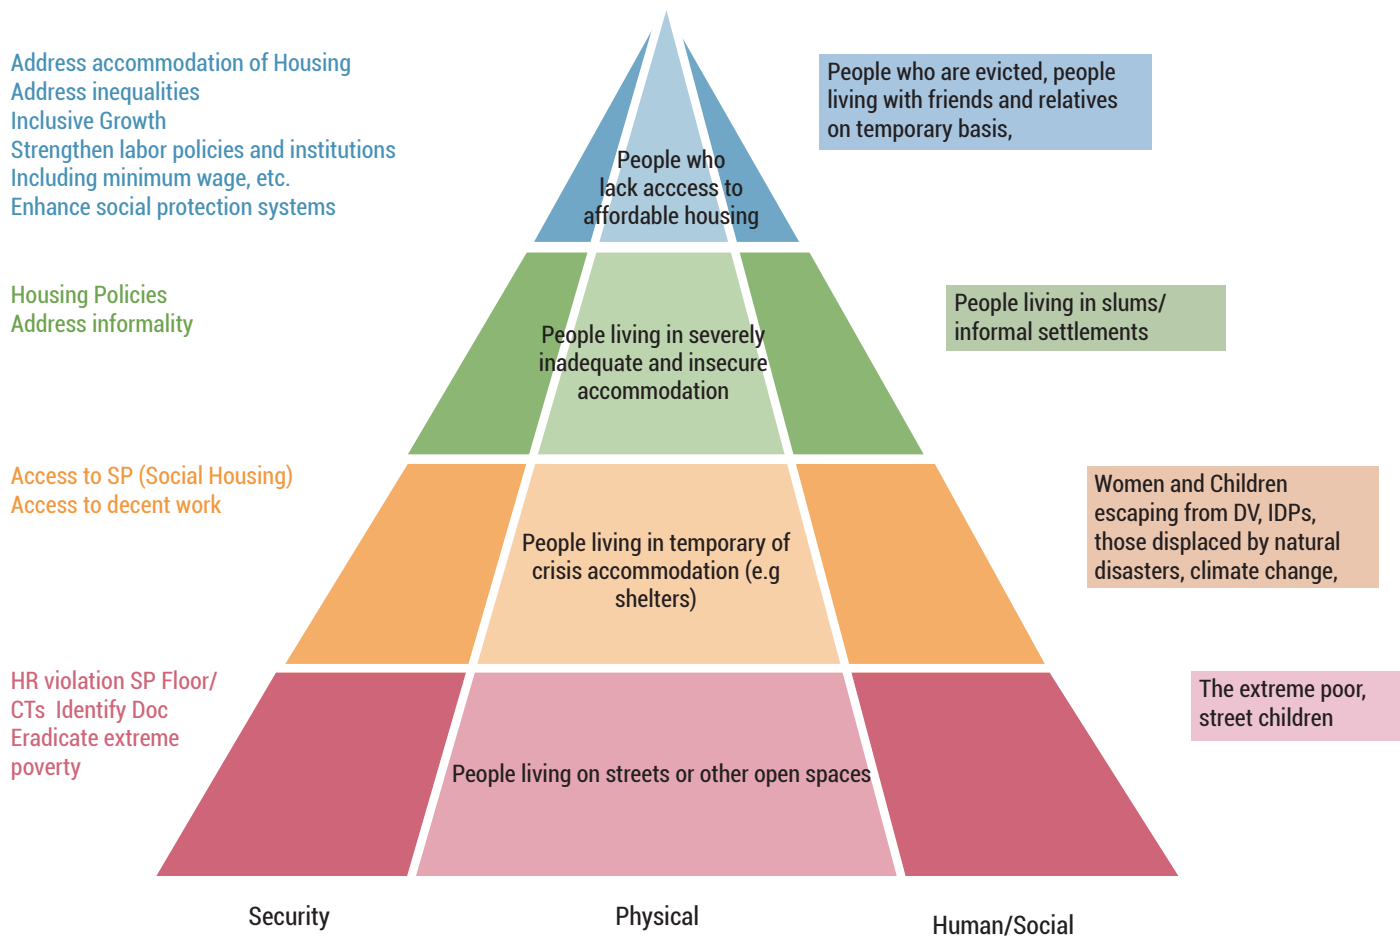 Address accommodation of Housing
Address inequalities
Inclusive Growth
Strengthen labor policies and institutions
Including minimum wage, etc.
Enhance social protection systems
People who
lack acccess to
affordable housing
People who are evicted, people
living with friends and relatives
on temporary basis,
Housing Policies
Address informality
People living in severely
inadequate and insecure
accommodation
People living in slums/
informal settlements
Access to SP (Social Housing)
Access to decent work
People living in temporary of
crisis accommodation (e.g
shelters)
Women and Children
escaping from DV, IDPs,
those displaced by natural
disasters, climate change,
HR violation SP Floor/
CTs Identify Doc
Eradicate extreme
poverty
People living on streets or other open spaces
The extreme poor,
street children
Security
Physical
Human/Social